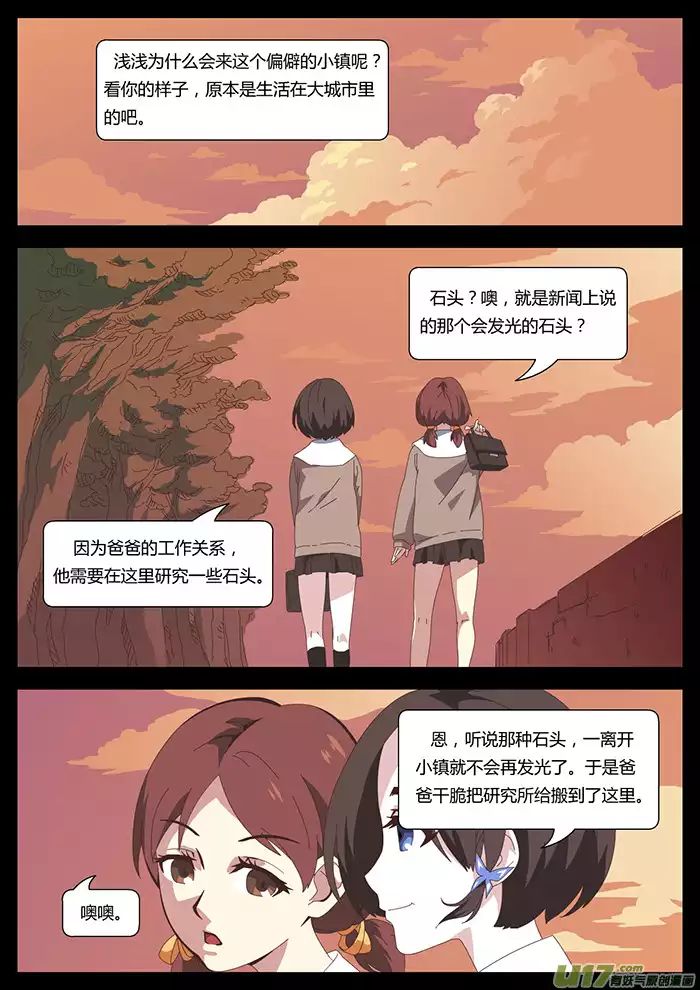 浅浅为什么会来这个偏僻的小镇呢？
看你的样子，原本是生活在大城市里
的吧。
石头？噢，就是新闻上说
的那个会发光的石头？
因为爸爸的工作关系，
他需要在这里研究一些石头。
恩，听说那种石头，一离开
小镇就不会再发光了。于是爸
爸干脆把研究所给搬到了这里。
噢噢。
U17.com
有妖气原创漫画